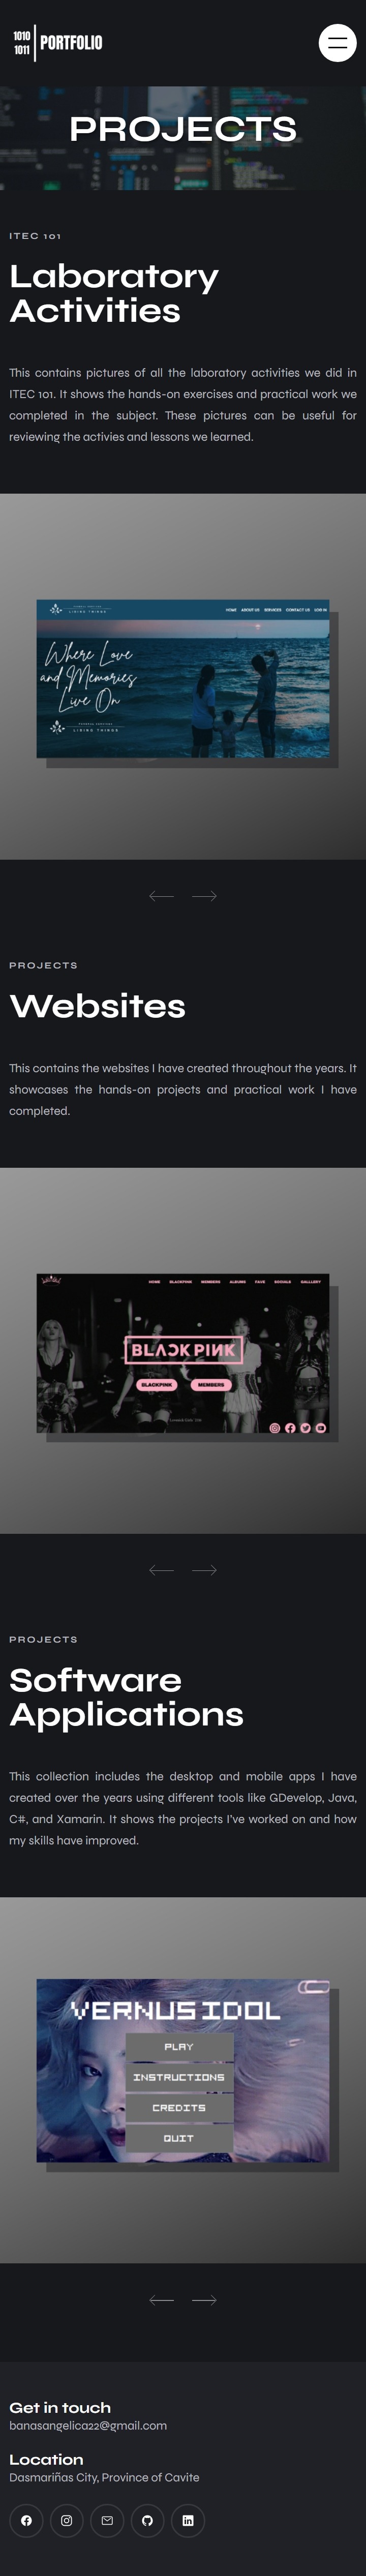 1010
1011
PORTFOLIO
PROJECTS
ITEC 101
Laboratory
Activities
This contains pictures of all the laboratory activities we did in
ITEC 101. It shows the hands-on exercises and practical work we
completed in the subject. These pictures can be useful for
reviewing the activies and lessons we learned.
HOME ABOUT US SERVICES CONTACT US LOG IN
Where Love
and Memories
Live On
LIVING THINGS
PROJECTS
Websites
This contains the websites I have created throughout the years. It
showcases the hands-on projects and practical work I have
completed.
HOME BLACKPINK MEMBERS ALBUMS FAVE SOCIALS GALLERY
BLACKPINK
BLACKPINK MEMBERS
PROJECTS
Software
Applications
This collection includes the desktop and mobile apps I have
created over the years using different tools like GDevelop, Java,
C#, and Xamarin. It shows the projects I've worked on and how
my skills have improved.
VERNUS IDOL
PLAY
INSTRUCTIONS
CREDITS
QUIT
Get in touch
banasangelica22@gmail.com
Location
Dasmariñas City, Province of Cavite